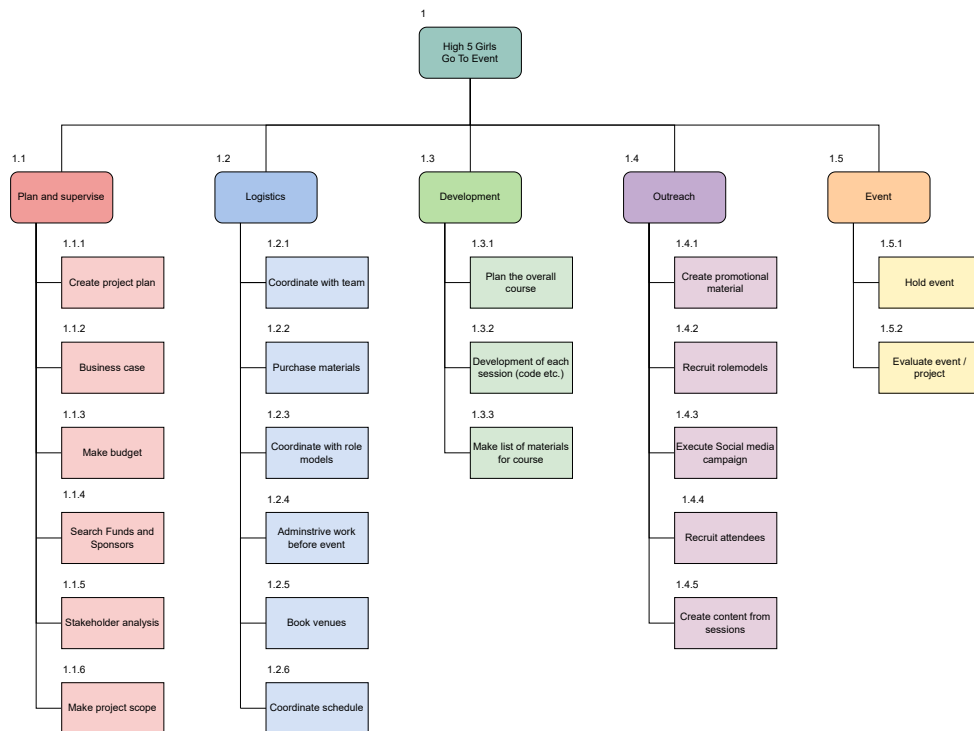 1
High 5 Girls
Go To Event
1.1
Plan and supervise
1.2
Logistics
1.3
Development
1.4
Outreach
1.5
Event
1.1.1
Create project plan
1.1.2
Business case
1.1.3
Make budget
1.1.4
Search Funds and
Sponsors
1.1.5
Stakeholder analysis
1.1.6
Make project scope
1.2.1
Coordinate with team
1.2.2
Purchase materials
1.2.3
Coordinate with role
models
1.2.4
Adminstrive work
before event
1.2.5
Book venues
1.2.6
Coordinate schedule
1.3.1
Plan the overall
course
1.3.2
Development of each
session (code etc.)
1.3.3
Make list of materials
for course
1.4.1
Create promotional
material
1.4.2
Recruit rolemodels
1.4.3
Execute Social media
campaign
1.4.4
Recruit attendees
1.4.5
Create content from
sessions
1.5.1
Hold event
1.5.2
Evaluate event /
project